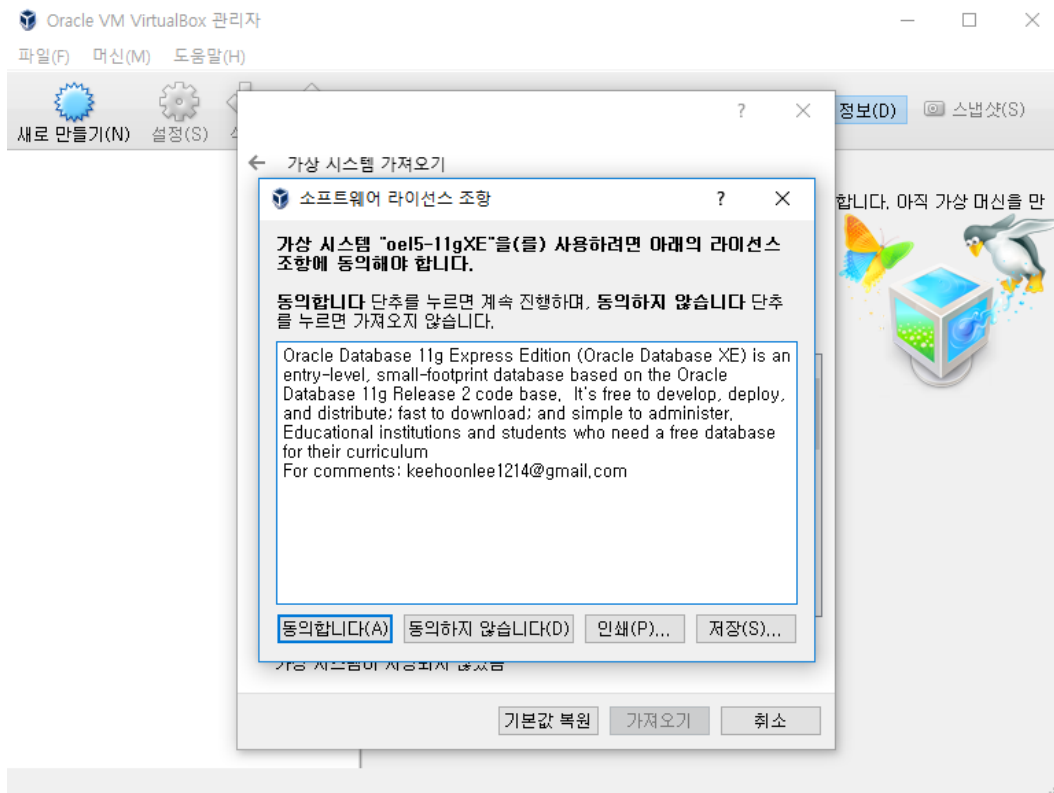 Oracle VM VirtualBox 관리자
파일(F) 머신(M) 도움말(H)
새로 만들기(N) 설정(S)
정보(D) 스냅샷(S)
?
가상 시스템 가져오기
합니다. 아직 가상 머신을 만
소프트웨어 라이선스 조항 ?
가상 시스템 "oel5-11gXE"을(를) 사용하려면 아래의 라이선스
조항에 동의해야 합니다.
동의합니다 단추를 누르면 계속 진행하며, 동의하지 않습니다 단추
를 누르면 가져오지 않습니다.
Oracle Database 11g Express Edition (Oracle Database XE) is an
entry-level, small-footprint database based on the Oracle
Database 11g Release 2 code base.  It's free to develop, deploy,
and distribute; fast to download; and simple to administer.
Educational institutions and students who need a free database
for their curriculum
For comments: keehoonlee1214@gmail.com
동의합니다(A) 동의하지 않습니다(D) 인쇄(P)... 저장(S)...
기본값 복원 가져오기 취소